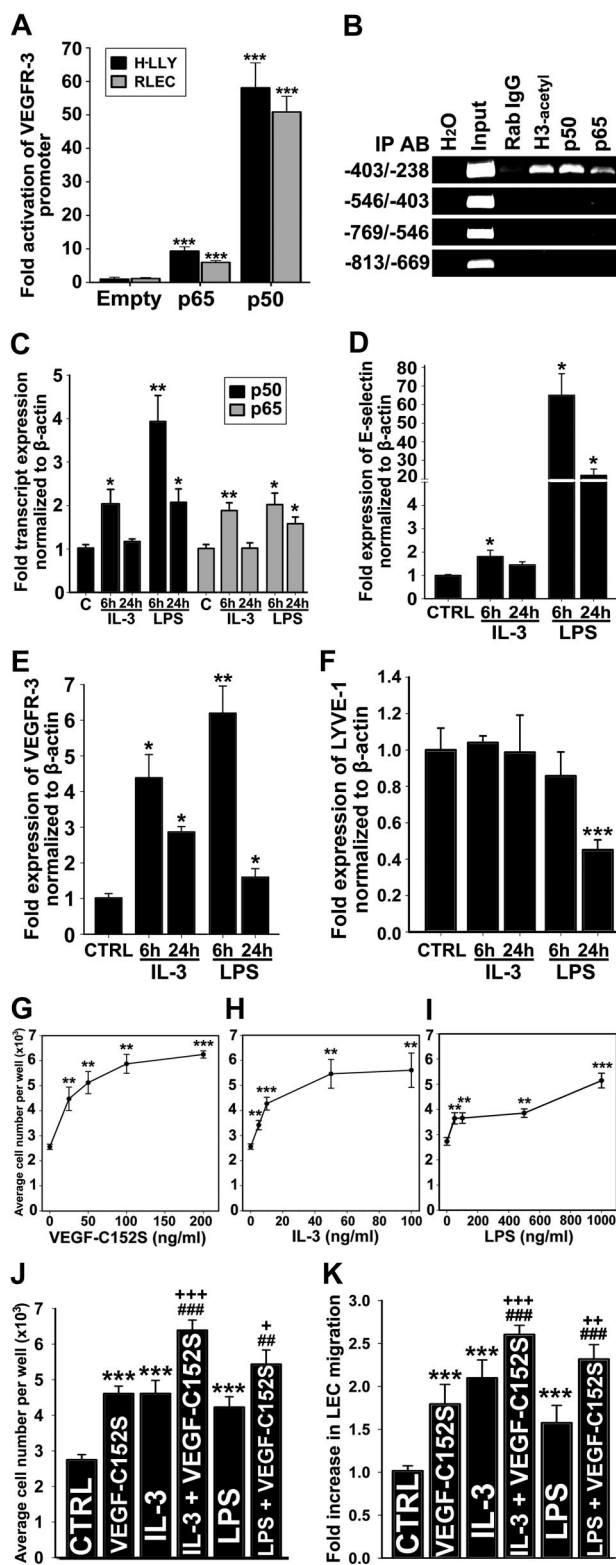 A
Fold activation of VEGFR-3
promoter
70
60
50
40
30
20
10
0
H-LLY
RLEC
***
***
***
***
Empty p65 p50
B
IP AB
H2O
Input
Rab IgG
H3-acetyl
p50
p65
-403/-238
-546/-403
-769/-546
-813/-669
C
Fold transcript expression
normalized to β-actin
5
4
3
2
1
0
p50
p65
* ** * ** * *
C 6h 24h 6h 24h C 6h 24h 6h 24h
IL-3 LPS IL-3 LPS
D
Fold expression of E-selectin
normalized to β-actin
80
70
60
50
40
30
20
4
3
2
1
0
* * *
CTRL 6h 24h 6h 24h
IL-3 LPS
E
Fold expression of VEGFR-3
normalized to β-actin
7
6
5
4
3
2
1
0
* * ** *
CTRL 6h 24h 6h 24h
IL-3 LPS
F
Fold expression of LYVE-1
normalized to β-actin
1.4
1.2
1.0
0.8
0.6
0.4
0.2
0.0
***
CTRL 6h 24h 6h 24h
IL-3 LPS
G
Average cell number per well (x10³)
7
6
5
4
3
2
1
** ** ** ***
0 50 100 150 200
VEGF-C152S (ng/ml)
H
7
6
5
4
3
2
1
** *** ** **
0 20 40 60 80 100
IL-3 (ng/ml)
I
7
6
5
4
3
2
1
** ** ** ***
0 200 400 600 800 1000
LPS (ng/ml)
J
Average cell number per well (x10³)
7
6
5
4
3
2
1
0
***
***
+++
###
***
+
##
CTRL
VEGF-C152S
IL-3
IL-3 + VEGF-C152S
LPS
LPS + VEGF-C152S
K
Fold increase in LEC migration
3.0
2.5
2.0
1.5
1.0
0.0
***
***
+++
###
***
++
###
CTRL
VEGF-C152S
IL-3
IL-3 + VEGF-C152S
LPS
LPS + VEGF-C152S